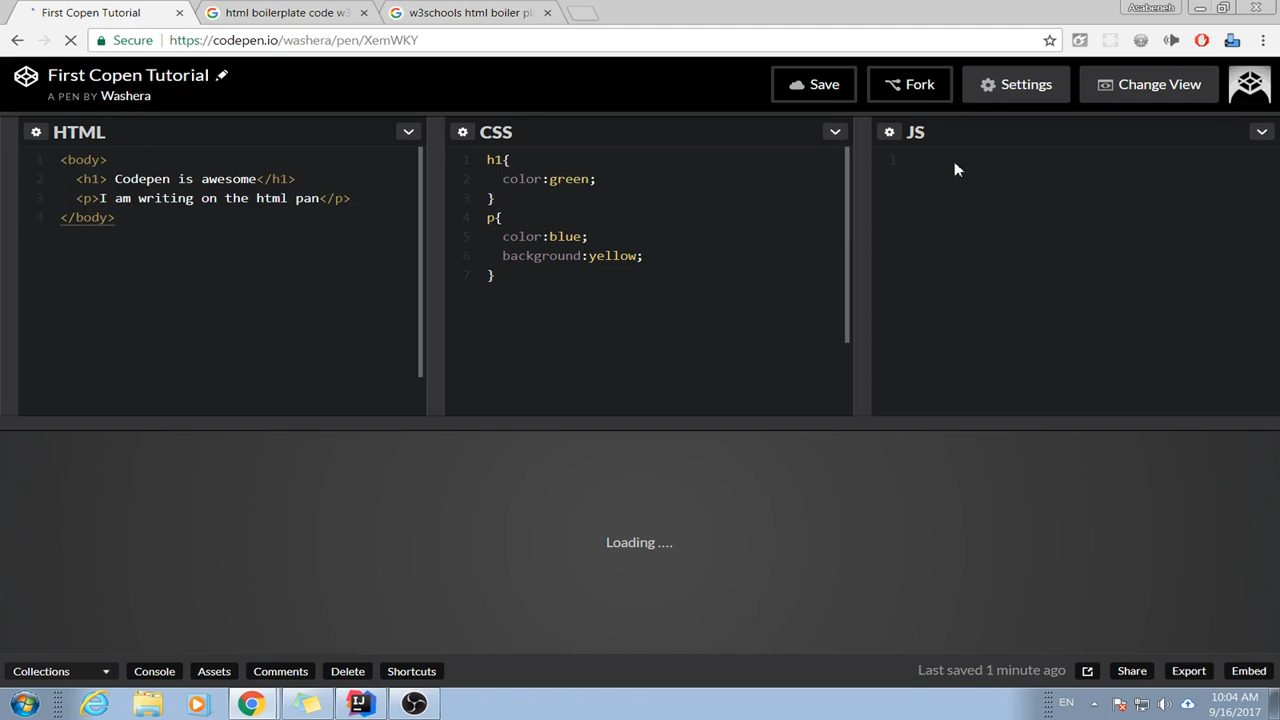 First Copen Tutorial
html boilerplate code w3
w3schools html boiler pl
Asabeneh
Secure
https://codepen.io/washera/pen/XemWKY
First Copen Tutorial
A PEN BY Washera
Save
Fork
Settings
Change View
HTML
CSS
JS
1 <body>
2 <h1> Codepen is awesome</h1>
3 <p>I am writing on the html pan</p>
4 </body>
1 h1{
2 color:green;
3 }
4 p{
5 color:blue;
6 background:yellow;
7 }
1
Loading ....
Collections
Console
Assets
Comments
Delete
Shortcuts
Last saved 1 minute ago
Share
Export
Embed
EN
10:04 AM
9/16/2017